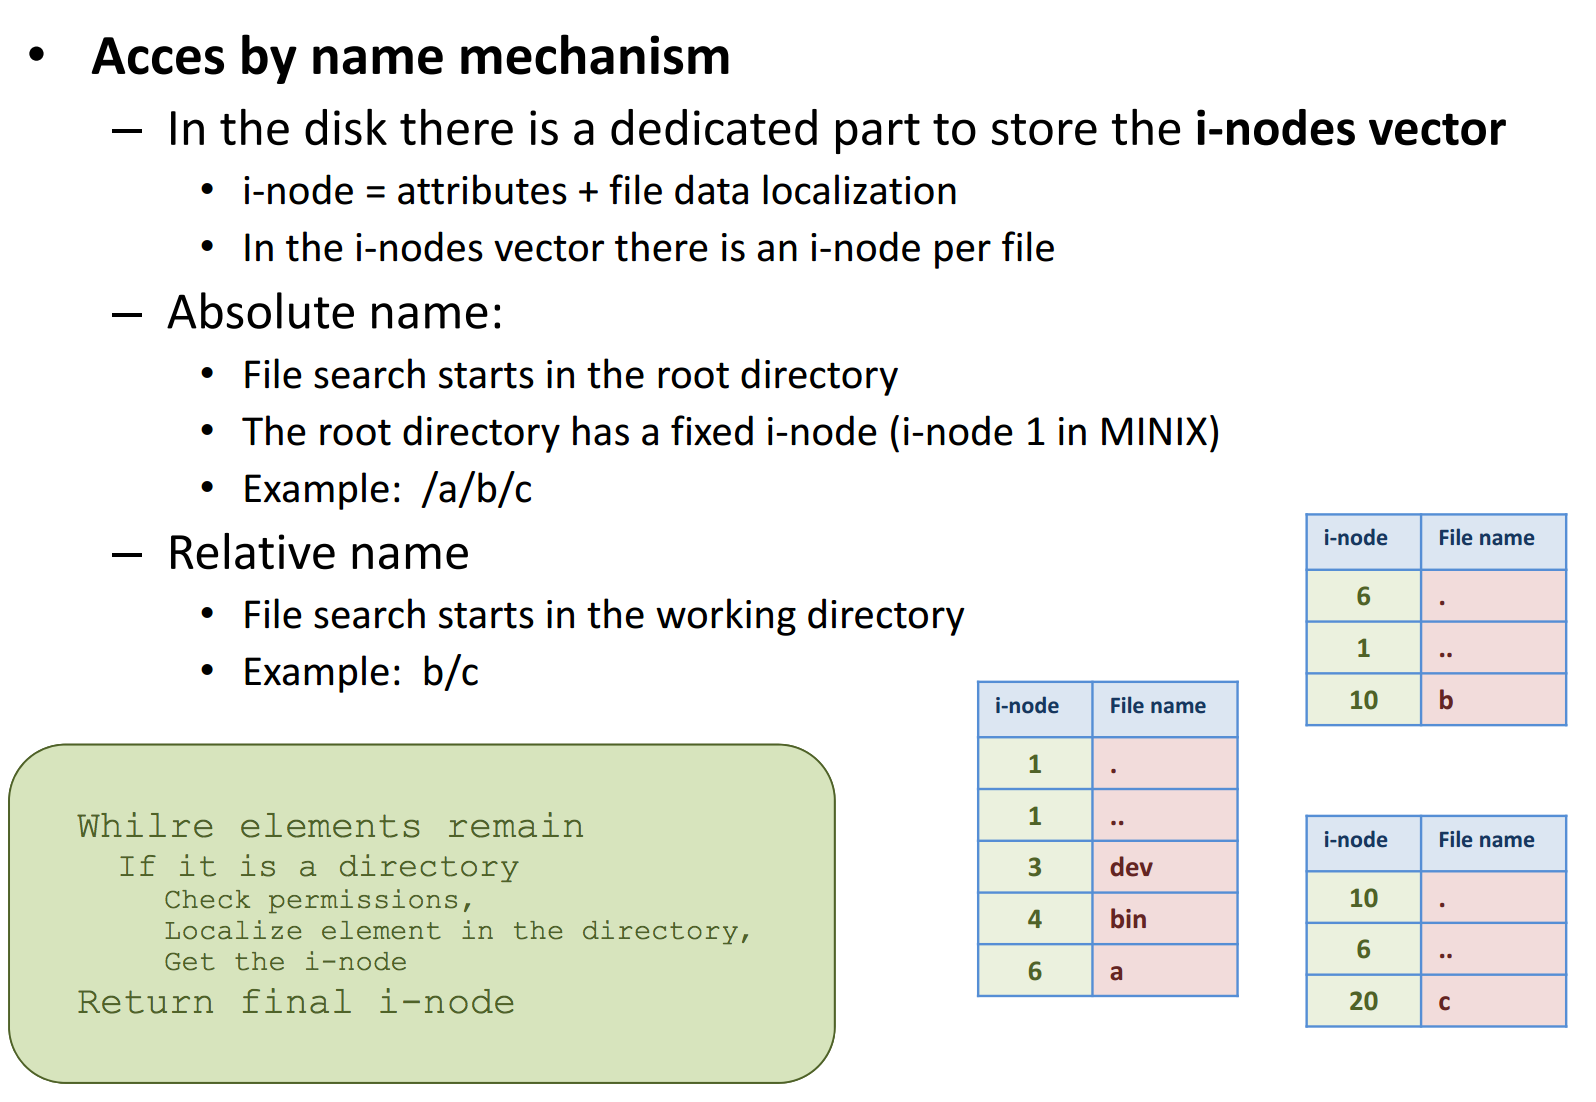 • Acces by name mechanism
– In the disk there is a dedicated part to store the i-nodes vector
• i-node = attributes + file data localization
• In the i-nodes vector there is an i-node per file
– Absolute name:
• File search starts in the root directory
• The root directory has a fixed i-node (i-node 1 in MINIX)
• Example: /a/b/c
– Relative name
• File search starts in the working directory
• Example: b/c
Whilre elements remain
If it is a directory
Check permissions,
Localize element in the directory,
Get the i-node
Return final i-node
i-node File name
1 .
1 ..
3 dev
4 bin
6 a
i-node File name
6 .
1 ..
10 b
i-node File name
10 .
6 ..
20 c